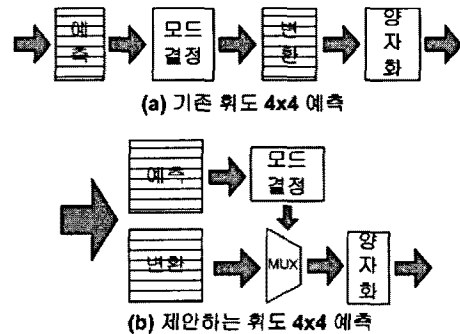 예측
모드
결정
변환
양자화
(a) 기존 휘도 4x4 예측
예측
모드
결정
변환
MUX
양자화
(b) 제안하는 휘도 4x4 예측